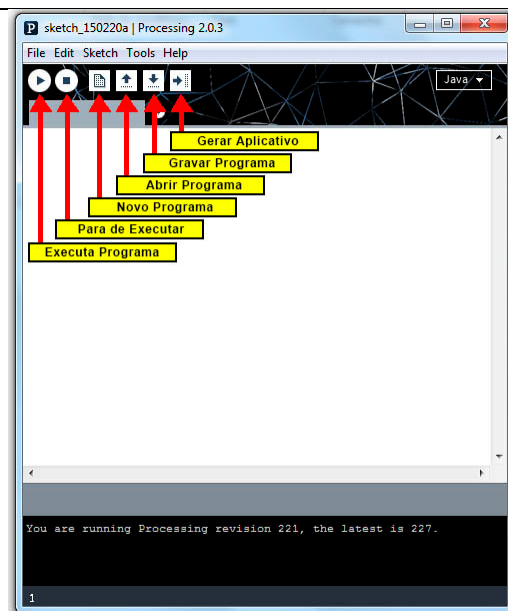 sketch_150220a | Processing 2.0.3
File Edit Sketch Tools Help
Java
Gerar Aplicativo
Gravar Programa
Abrir Programa
Novo Programa
Para de Executar
Executa Programa
You are running Processing revision 221, the latest is 227.
1